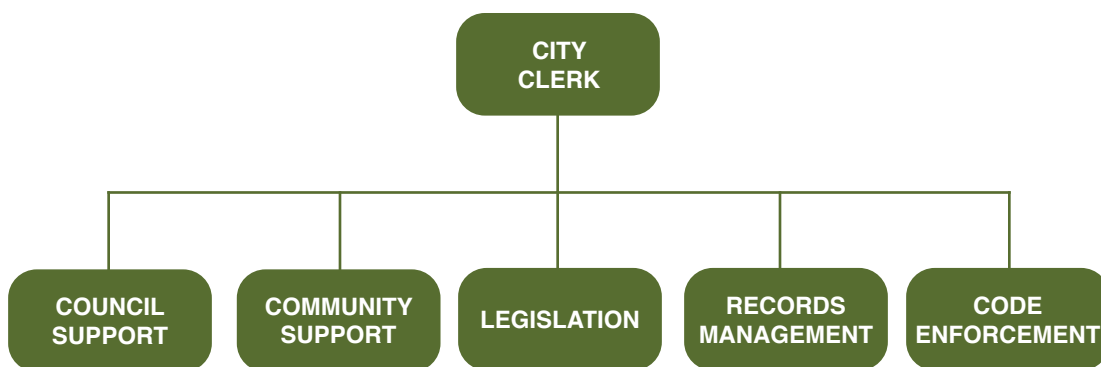 CITY
CLERK
COUNCIL
SUPPORT
COMMUNITY
SUPPORT
LEGISLATION
RECORDS
MANAGEMENT
CODE
ENFORCEMENT